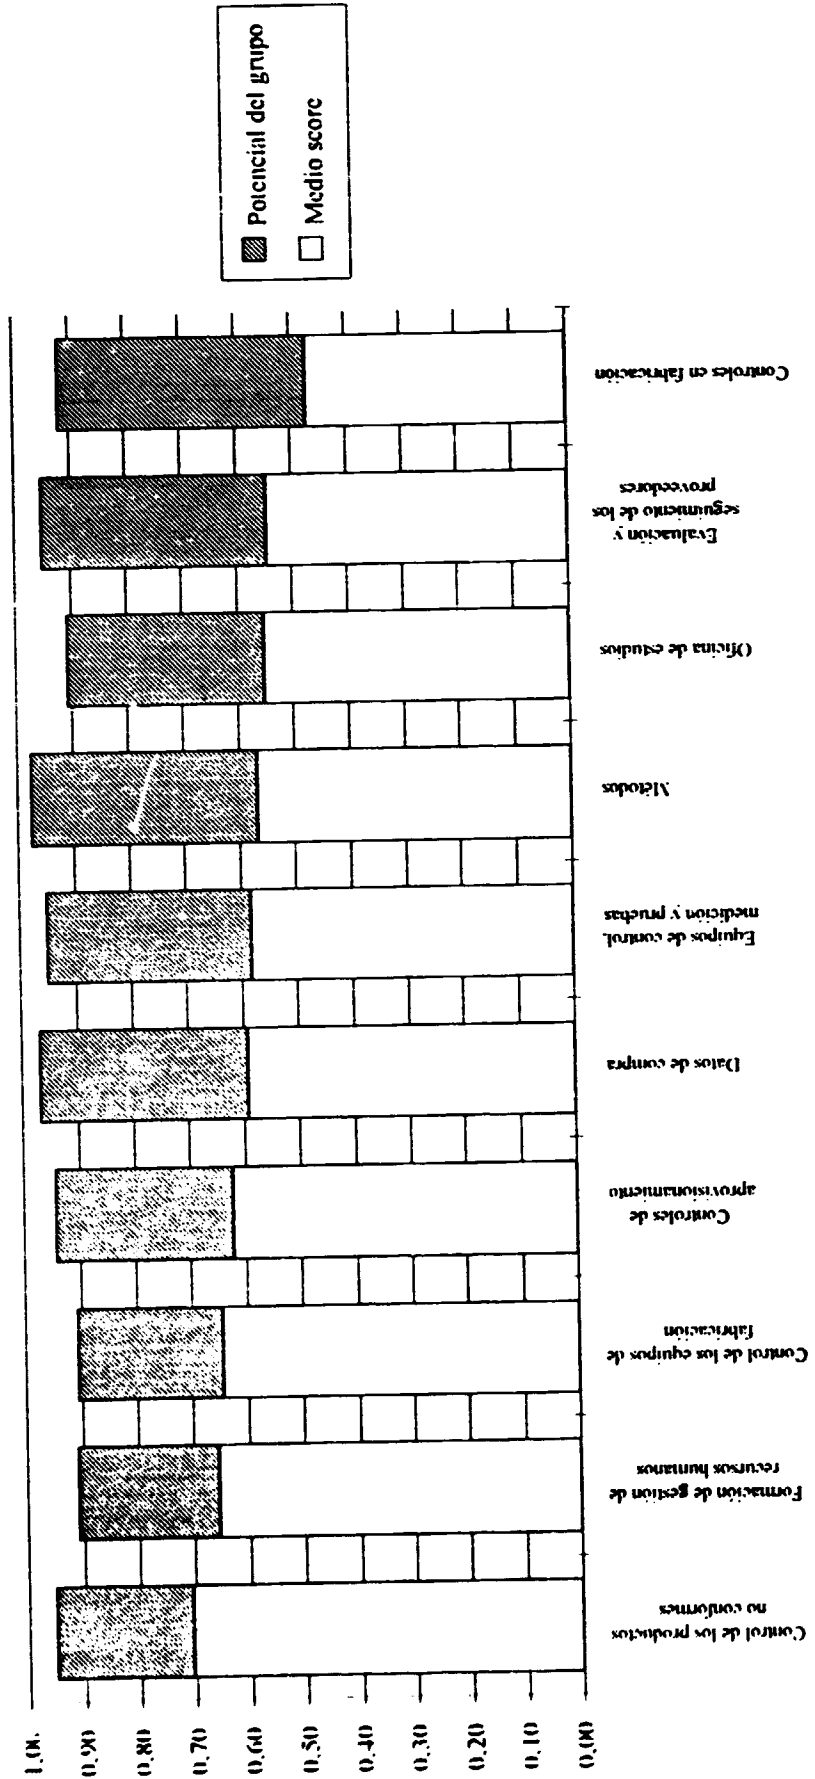 Potencial del grupo
Medio score
1,00
0,90
0,80
0,70
0,60
0,50
0,40
0,30
0,20
0,10
0,00
Control de los productos
no conformes
Formación de gestión de
recursos humanos
Control de los equipos de
fabricación
Controles de
aprovisionamiento
Datos de compra
Equipos de control.
medición y pruebas
Métodos
Oficina de estudios
Evaluación y
seguimiento de los
proveedores
Controles en fabricación